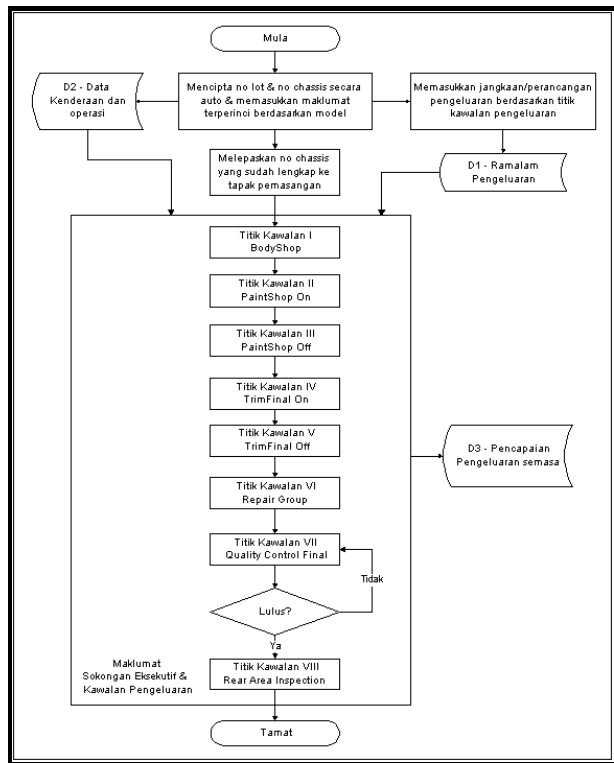 Mula
D2 - Data
Kenderaan dan
operasi
Mencipta no lot & no chassis secara
auto & memasukkan maklumat
terperinci berdasarkan model
Memasukkan jangkaan/perancangan
pengeluaran berdasarkan titik
kawalan pengeluaran
Melepaskan no chassis
yang sudah lengkap ke
tapak pemasangan
D1 - Ramalam
Pengeluaran
Titik Kawalan I
BodyShop
Titik Kawalan II
PaintShop On
Titik Kawalan III
PaintShop Off
Titik Kawalan IV
TrimFinal On
Titik Kawalan V
TrimFinal Off
D3 - Pencapaian
Pengeluaran semasa
Titik Kawalan VI
Repair Group
Titik Kawalan VII
Quality Control Final
Tidak
Lulus?
Ya
Titik Kawalan VIII
Rear Area Inspection
Maklumat
Sokongan Eksekutif &
Kawalan Pengeluaran
Tamat